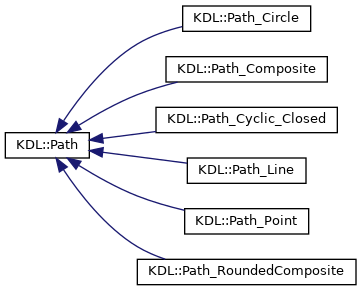 KDL::Path_Circle
KDL::Path_Composite
KDL::Path_Cyclic_Closed
KDL::Path
KDL::Path_Line
KDL::Path_Point
KDL::Path_RoundedComposite